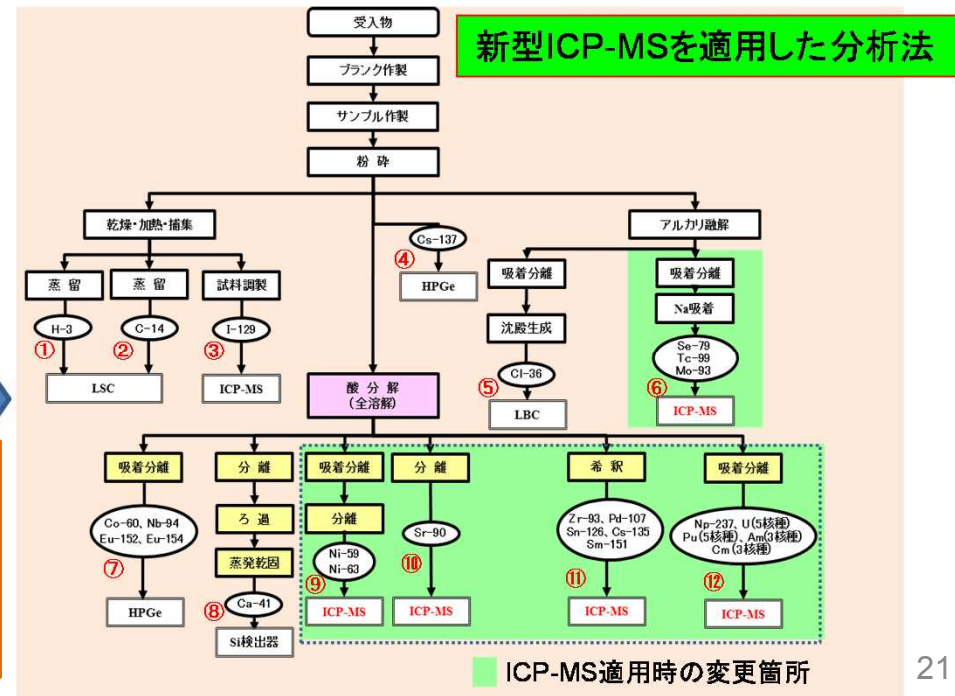 新型ICP-MSを適用した分析法
受入物
ブランク作製
サンプル作製
粉 砕
乾燥・加熱・捕集
アルカリ融解
蒸 留
蒸 留
試料調製
H-3
C-14
I-129
①
②
③
LSC
ICP-MS
Cs-137
④
HPGe
吸着分離
沈殿生成
Cl-36
⑤
LBC
吸着分離
Na吸着
Se-79
Tc-99
Mo-93
⑥
ICP-MS
酸 分 解
(全溶解)
吸着分離
Co-60、Nb-94
Eu-152、Eu-154
⑦
HPGe
分 離
ろ 過
蒸発乾固
Ca-41
⑧
Si検出器
吸着分離
分離
Ni-59
Ni-63
⑨
ICP-MS
分 離
Sr-90
⑩
ICP-MS
希 釈
Zr-93、Pd-107
Sn-126、Cs-135
Sm-151
⑪
ICP-MS
吸着分離
Np-237、U(5核種)
Pu(5核種)、Am(3核種)
Cm(3核種)
⑫
ICP-MS
ICP-MS適用時の変更箇所
21